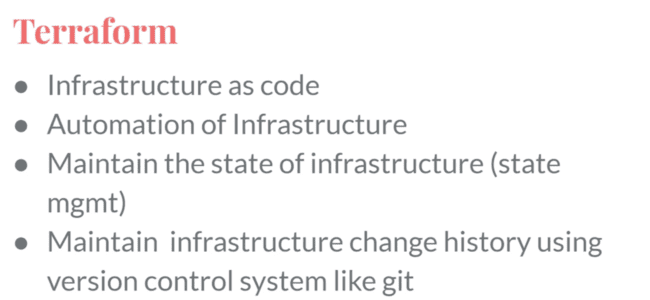 Terraform
● Infrastructure as code
● Automation of Infrastructure
● Maintain the state of infrastructure (state
mgmt)
● Maintain infrastructure change history using
version control system like git